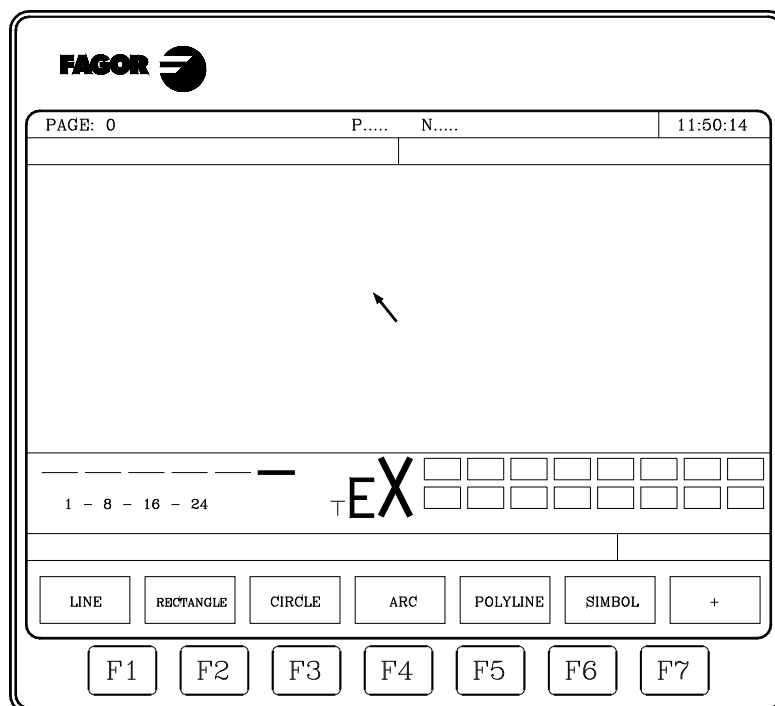 FAGOR
PAGE: 0 P..... N..... 11:50:14
1 - 8 - 16 - 24 TEX
LINE RECTANGLE CIRCLE ARC POLYLINE SIMBOL +
F1 F2 F3 F4 F5 F6 F7